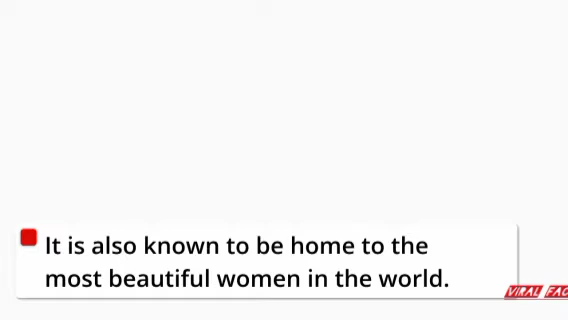 It is also known to be home to the
most beautiful women in the world.
VIRAL FAC